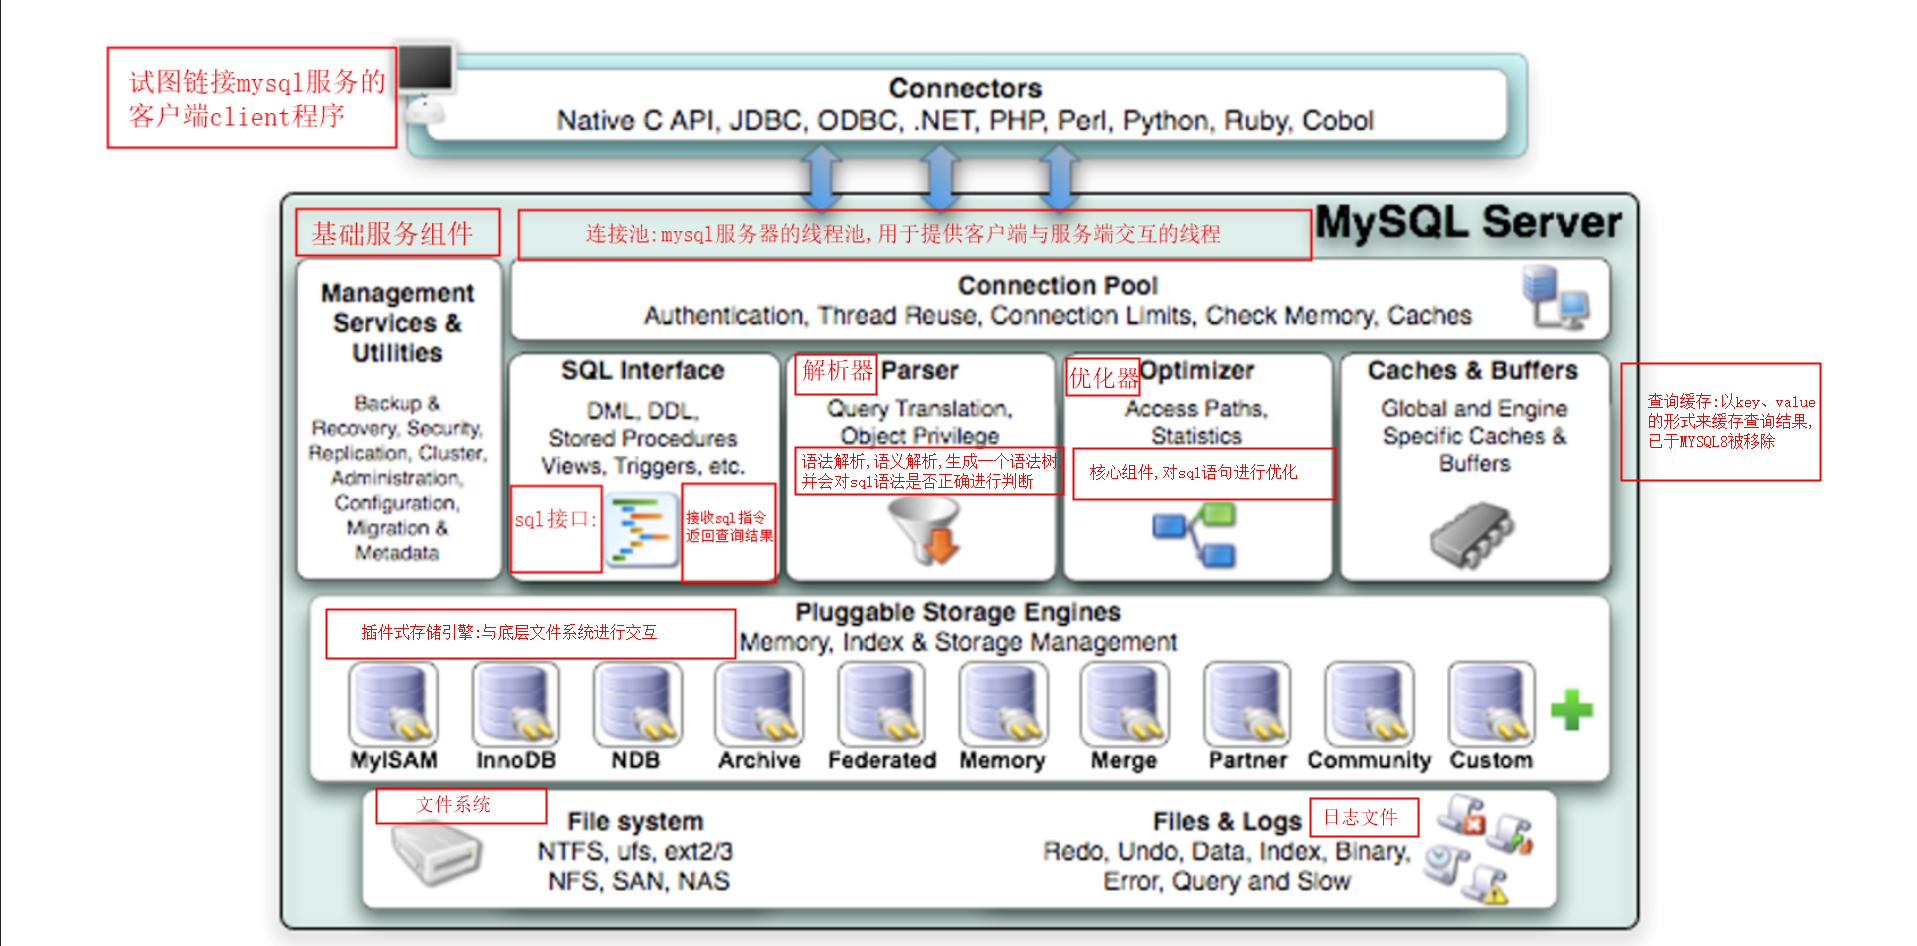 试图链接mysql服务的
客户端client程序
Connectors
Native C API, JDBC, ODBC, .NET, PHP, Perl, Python, Ruby, Cobol
MySQL Server
基础服务组件
连接池:mysql服务器的线程池,用于提供客户端与服务端交互的线程
Management
Services &
Utilities
Backup &
Recovery, Security,
Replication, Cluster,
Administration,
Configuration,
Migration &
Metadata
Connection Pool
Authentication, Thread Reuse, Connection Limits, Check Memory, Caches
SQL Interface
DML, DDL,
Stored Procedures
Views, Triggers, etc.
sql接口:
接收sql指令
返回查询结果
解析器 Parser
Query Translation,
Object Privilege
语法解析,语义解析,生成一个语法树
并会对sql语法是否正确进行判断
优化器 Optimizer
Access Paths,
Statistics
核心组件,对sql语句进行优化
Caches & Buffers
Global and Engine
Specific Caches &
Buffers
查询缓存:以key、value
的形式来缓存查询结果,
已于MYSQL8被移除
Pluggable Storage Engines
插件式存储引擎:与底层文件系统进行交互
Memory, Index & Storage Management
MyISAM InnoDB NDB Archive Federated Memory Merge Partner Community Custom
文件系统
File system
NTFS, ufs, ext2/3
NFS, SAN, NAS
Files & Logs
日志文件
Redo, Undo, Data, Index, Binary,
Error, Query and Slow